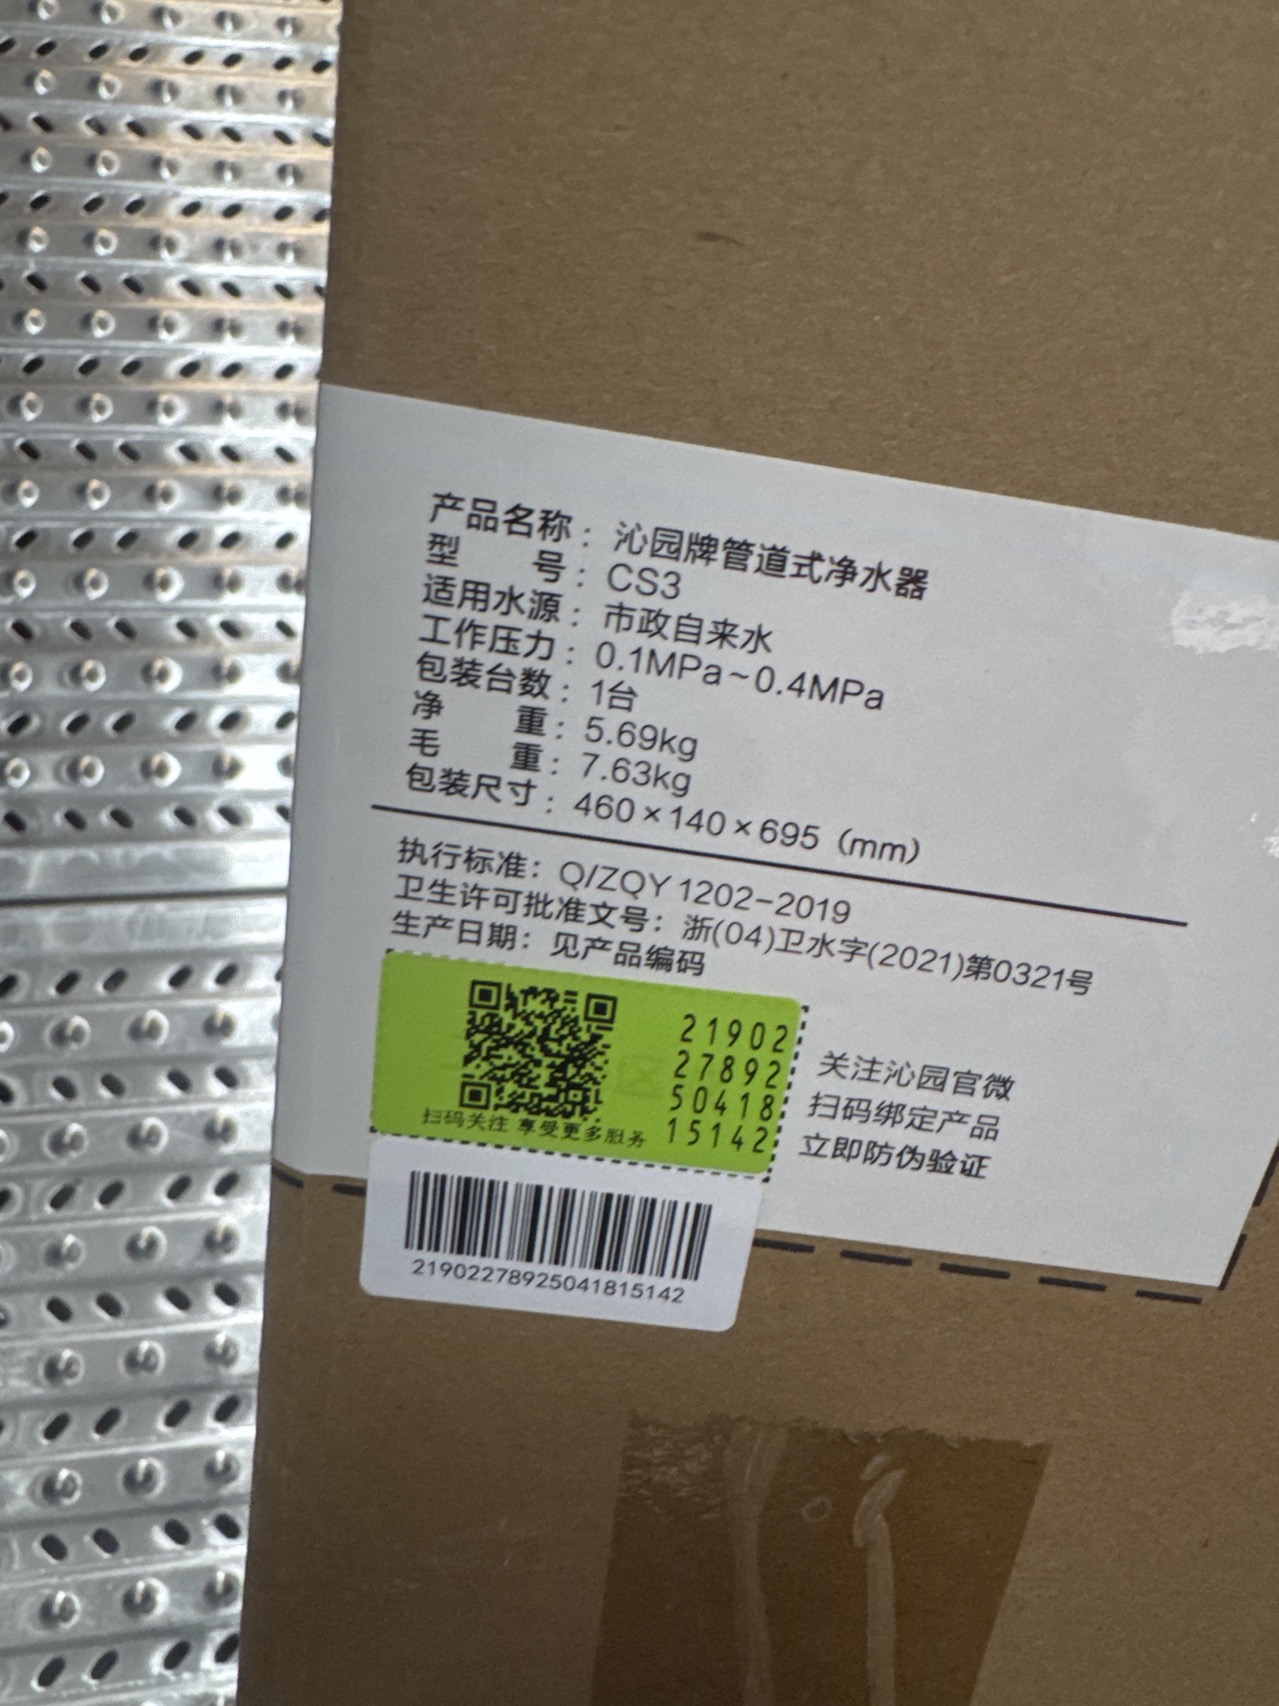 产品名称：沁园牌管道式净水器
型号：CS3
适用水源：市政自来水
工作压力：0.1MPa~0.4MPa
包装台数：1台
净重：5.69kg
毛重：7.63kg
包装尺寸：460×140×695（mm）
执行标准：Q/ZQY 1202-2019
卫生许可批准文号：浙(04)卫水字(2021)第0321号
生产日期：见产品编码
21902
27892
50418
15142
扫码关注 享受更多服务
关注沁园官微
扫码绑定产品
立即防伪验证
21902278925041815142